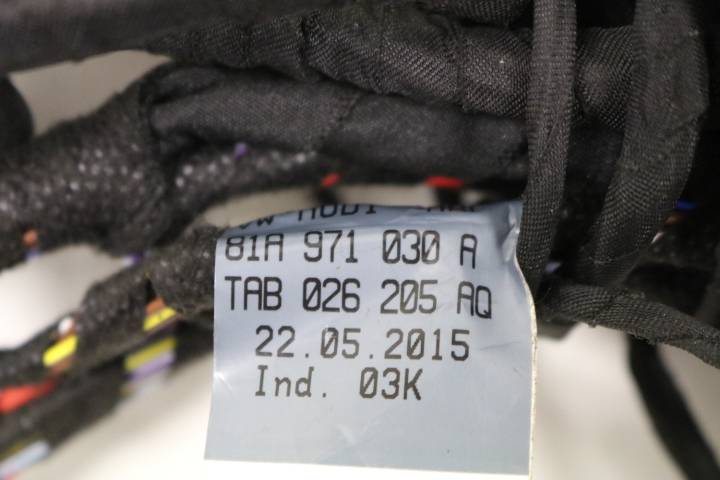 81A 971 030 A
TAB 026 205 AQ
22.05.2015
Ind. 03K